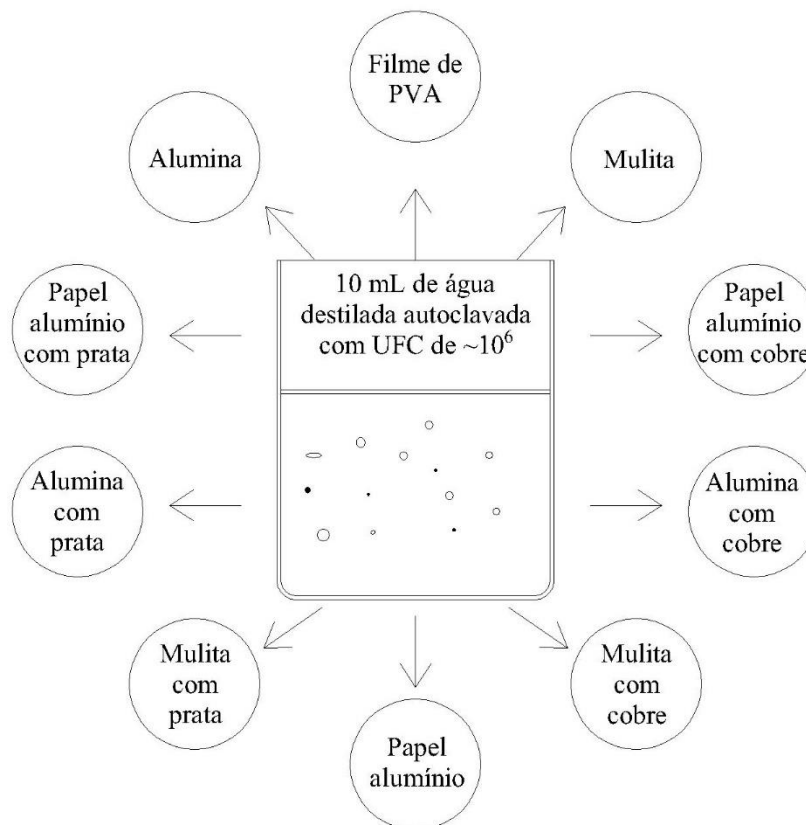 Filme de
PVA
Alumina
Mulita
10 mL de água
destilada autoclavada
com UFC de ~10⁶
Papel
alumínio
com prata
Papel
alumínio
com cobre
Alumina
com
prata
Alumina
com
cobre
Mulita
com
prata
Mulita
com
cobre
Papel
alumínio